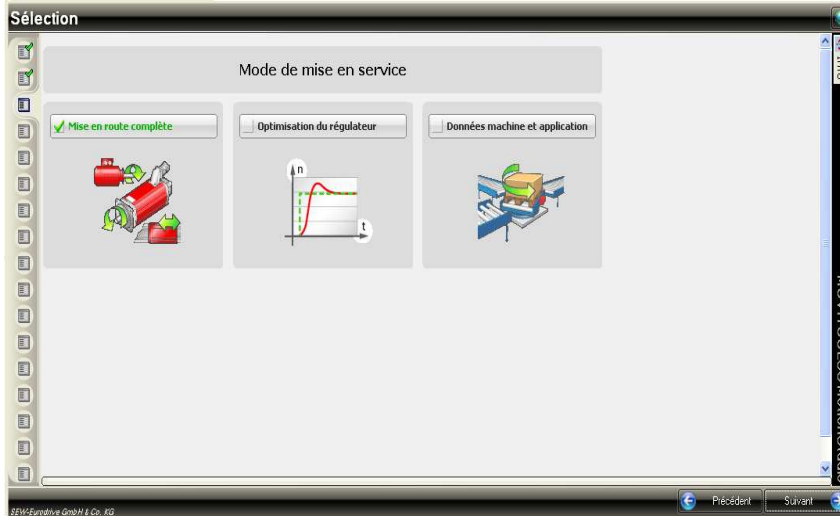 Sélection
Mode de mise en service
Mise en route complète
Optimisation du régulateur
Données machine et application
n
t
Précédent
Suivant
SEW-Eurodrive GmbH & Co. KG